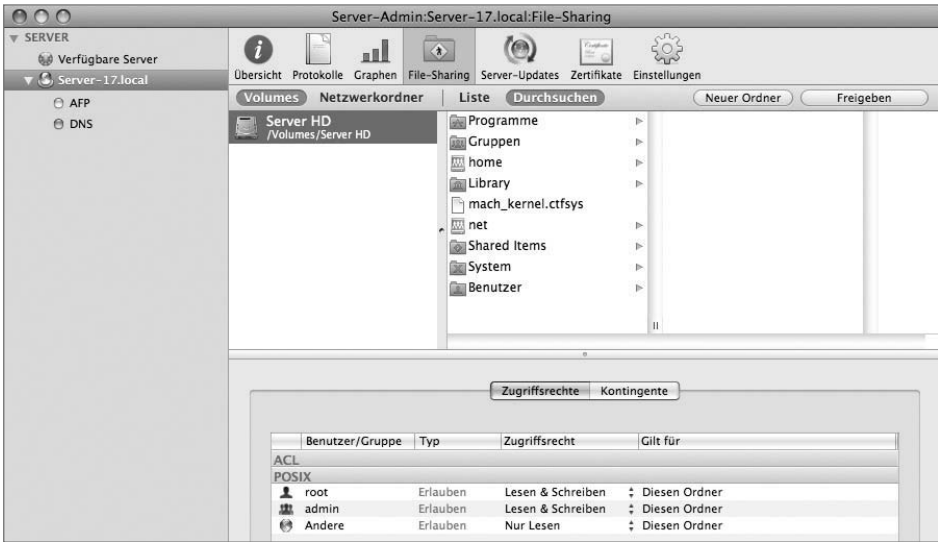 Server-Admin:Server-17.local:File-Sharing
SERVER
Verfügbare Server
Server-17.local
AFP
DNS
Übersicht Protokolle Graphen File-Sharing Server-Updates Zertifikate Einstellungen
Volumes Netzwerkordner Liste Durchsuchen Neuer Ordner Freigeben
Server HD
/Volumes/Server HD
Programme
Gruppen
home
Library
mach_kernel.ctfsys
net
Shared Items
System
Benutzer
Zugriffsrechte Kontingente
Benutzer/Gruppe Typ Zugriffsrecht Gilt für
ACL
POSIX
root Erlauben Lesen & Schreiben Diesen Ordner
admin Erlauben Lesen & Schreiben Diesen Ordner
Andere Erlauben Nur Lesen Diesen Ordner